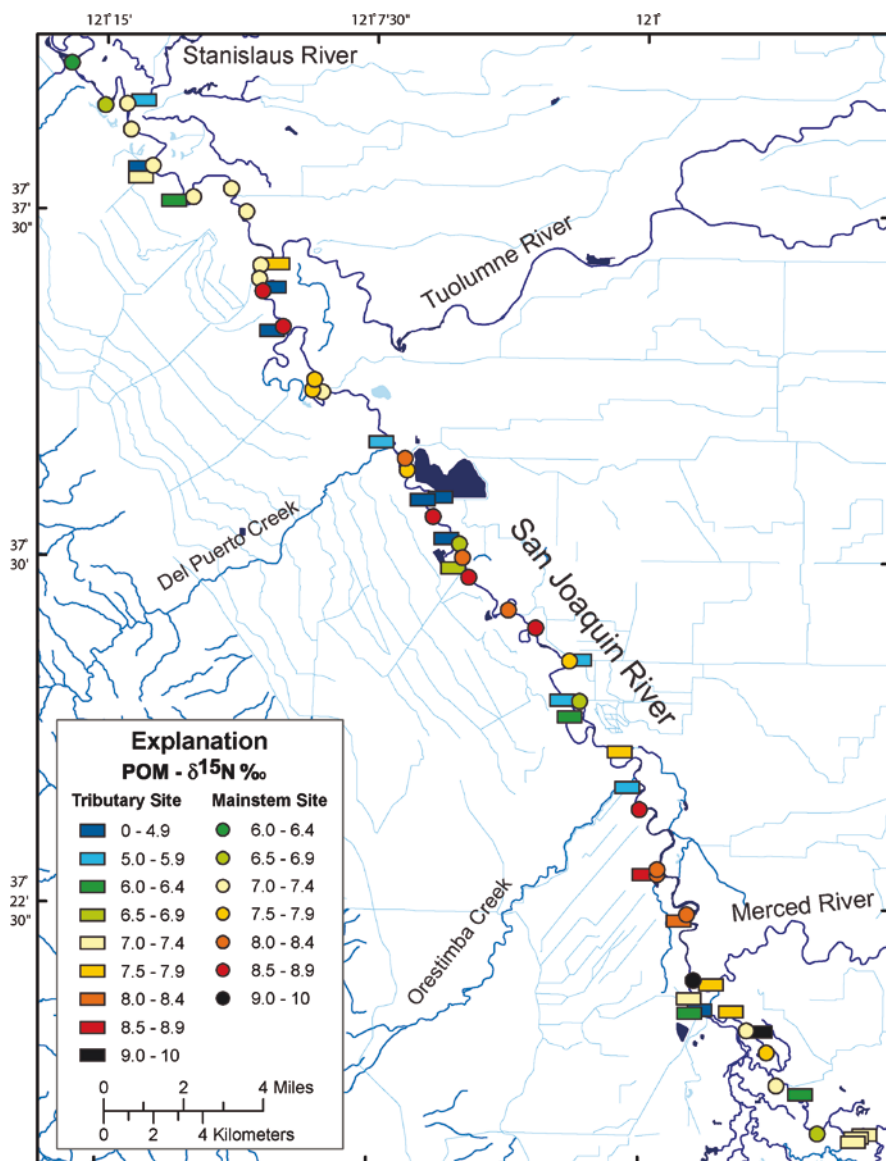 121° 15'
121° 7'30"
121°
Stanislaus River
37°
37'
30"
Tuolumne River
San Joaquin River
Del Puerto Creek
37°
30'
Orestimba Creek
Merced River
37°
22'
30"
Explanation
POM - δ15N ‰
Tributary Site
Mainstem Site
0 - 4.9
6.0 - 6.4
5.0 - 5.9
6.5 - 6.9
6.0 - 6.4
7.0 - 7.4
6.5 - 6.9
7.5 - 7.9
7.0 - 7.4
8.0 - 8.4
7.5 - 7.9
8.5 - 8.9
8.0 - 8.4
9.0 - 10
8.5 - 8.9
9.0 - 10
0 2 4 Miles
0 2 4 Kilometers